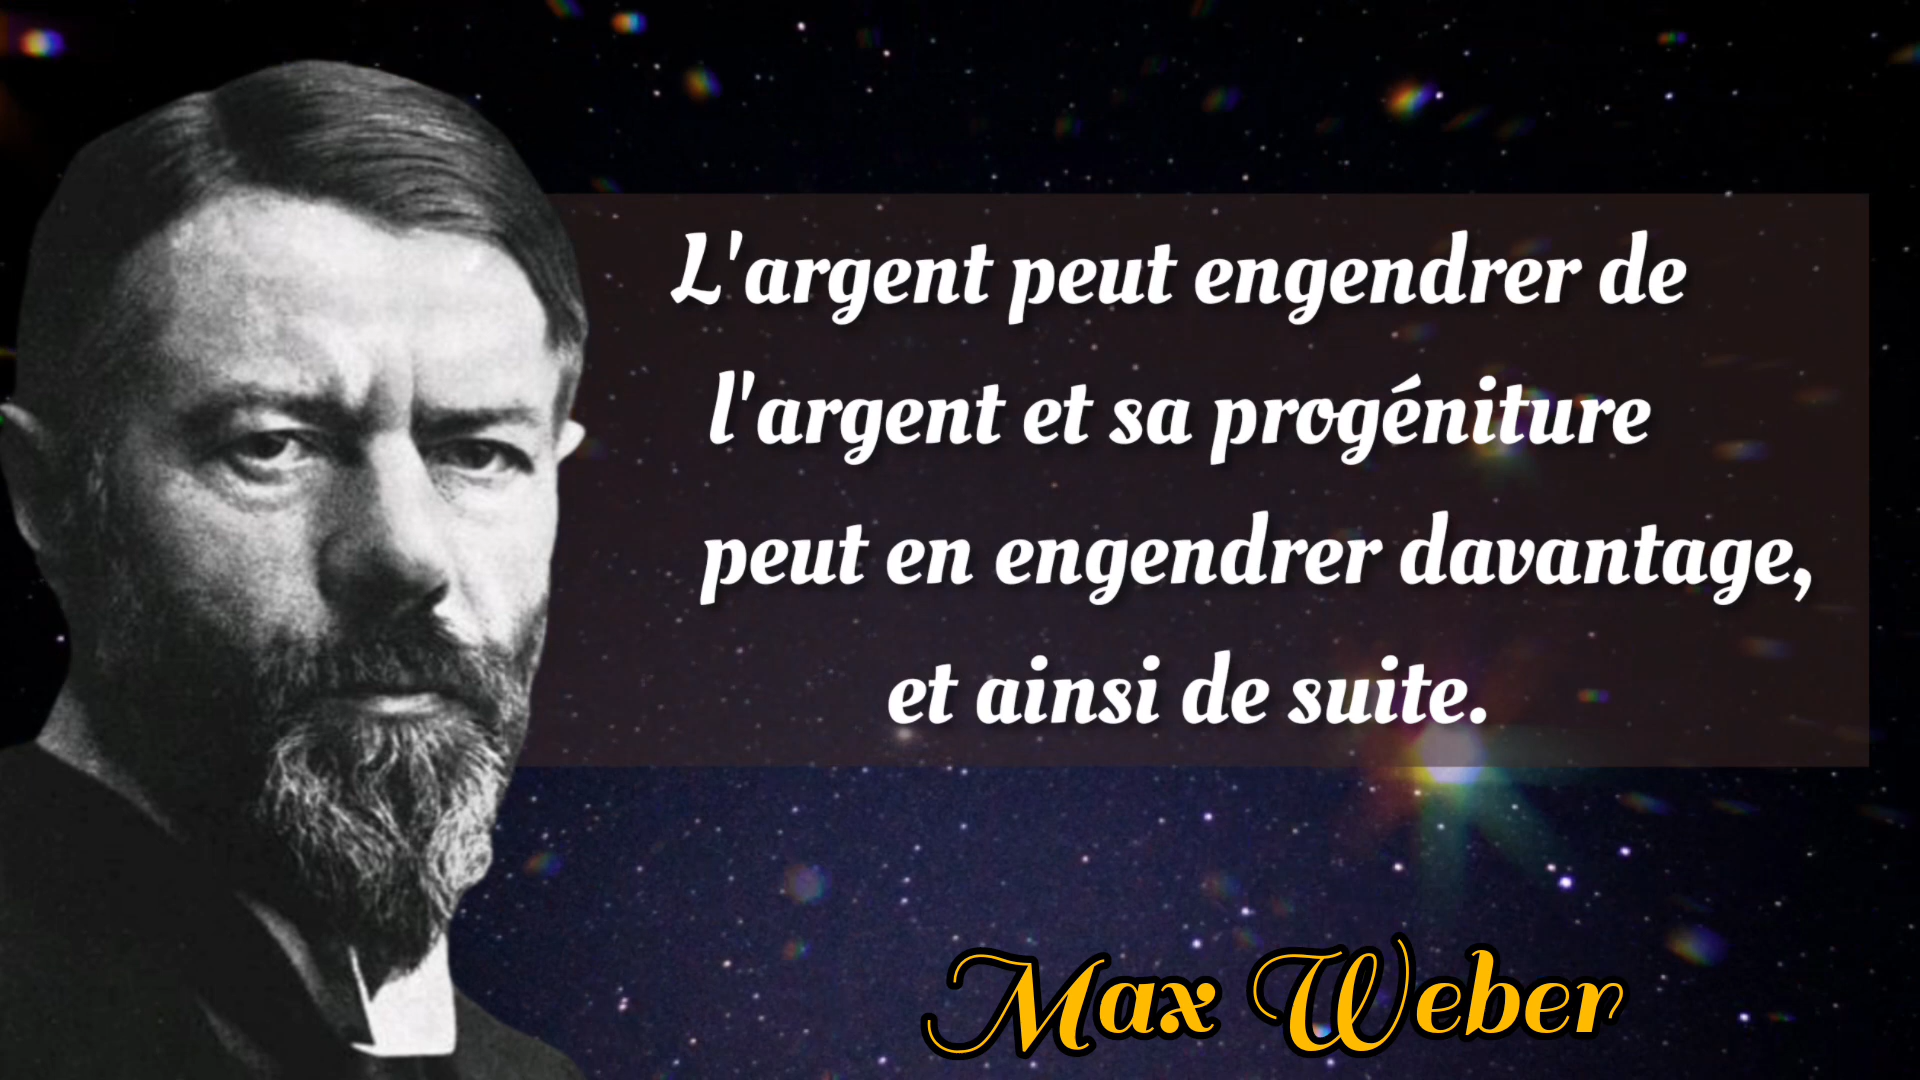 L'argent peut engendrer de
l'argent et sa progéniture
peut en engendrer davantage,
et ainsi de suite.
Max Weber